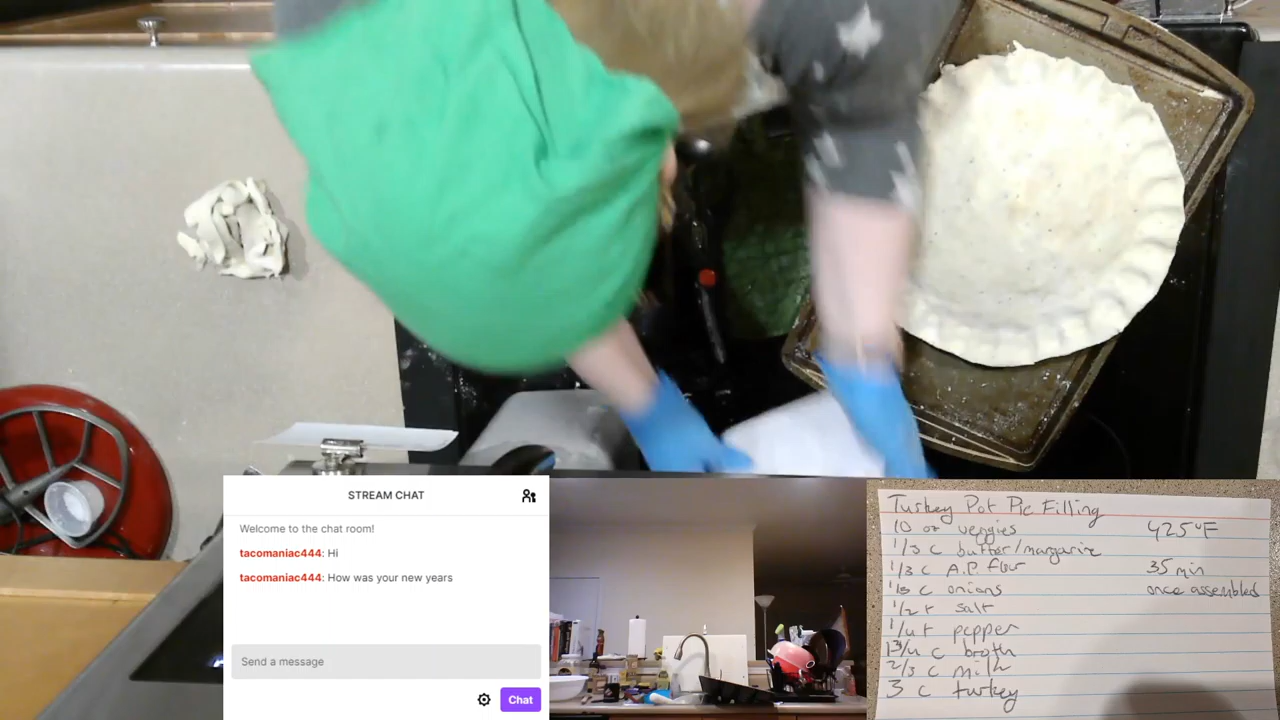 STREAM CHAT
Welcome to the chat room!
tacomaniac444: Hi
tacomaniac444: How was your new years
Send a message
Chat
Turkey Pot Pie Filling
10 oz veggies
425°F
1/3 c butter/margarine
1/3 c A.P. flour
35 min
1/3 c onions
once assembled
1/2 t salt
1/4 t pepper
1 3/4 c broth
2/3 c milk
3 c turkey